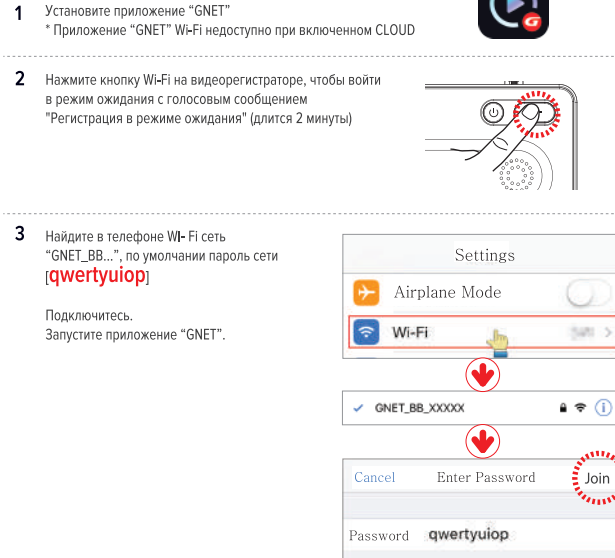 1
Установите приложение “GNET”
* Приложение “GNET” Wi-Fi недоступно при включенном CLOUD
G
2
Нажмите кнопку Wi-Fi на видеорегистраторе, чтобы войти
в режим ожидания с голосовым сообщением
"Регистрация в режиме ожидания" (длится 2 минуты)
3
Найдите в телефоне WI- Fi сеть
“GNET_BB...”, по умолчании пароль сети
[qwertyuiop]
Подключитесь.
Запустите приложение “GNET”.
Settings
Airplane Mode
Wi-Fi
GNET_BB_XXXXX
Cancel Enter Password Join
Password qwertyuiop